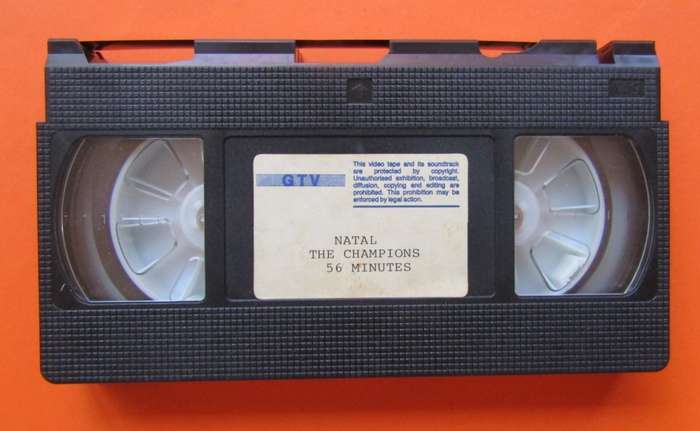 GTV
This video tape and its soundtrack
are protected by copyright.
Unauthorised exhibition, broadcast,
diffusion, copying and editing are
prohibited. This prohibition may be
enforced by legal action.
NATAL
THE CHAMPIONS
56 MINUTES